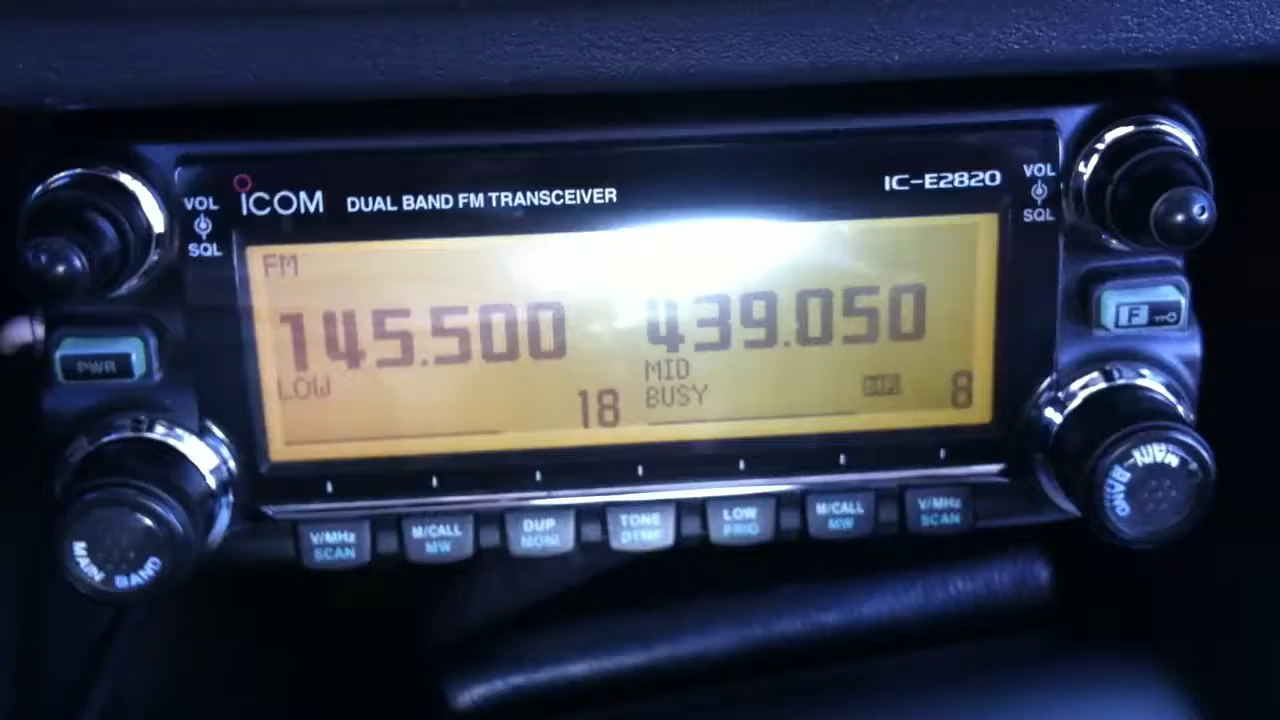 ICOM DUAL BAND FM TRANSCEIVER IC-E2820
VOL
SQL
VOL
SQL
FM
145.500 439.050
LOW
18
MID
BUSY
8
PWR
F
MAIN BAND
MAIN BAND
V/MHz
SCAN
M/CALL
MW
DUP
MONI
TONE
DTMF
LOW
PRIO
M/CALL
MW
V/MHz
SCAN